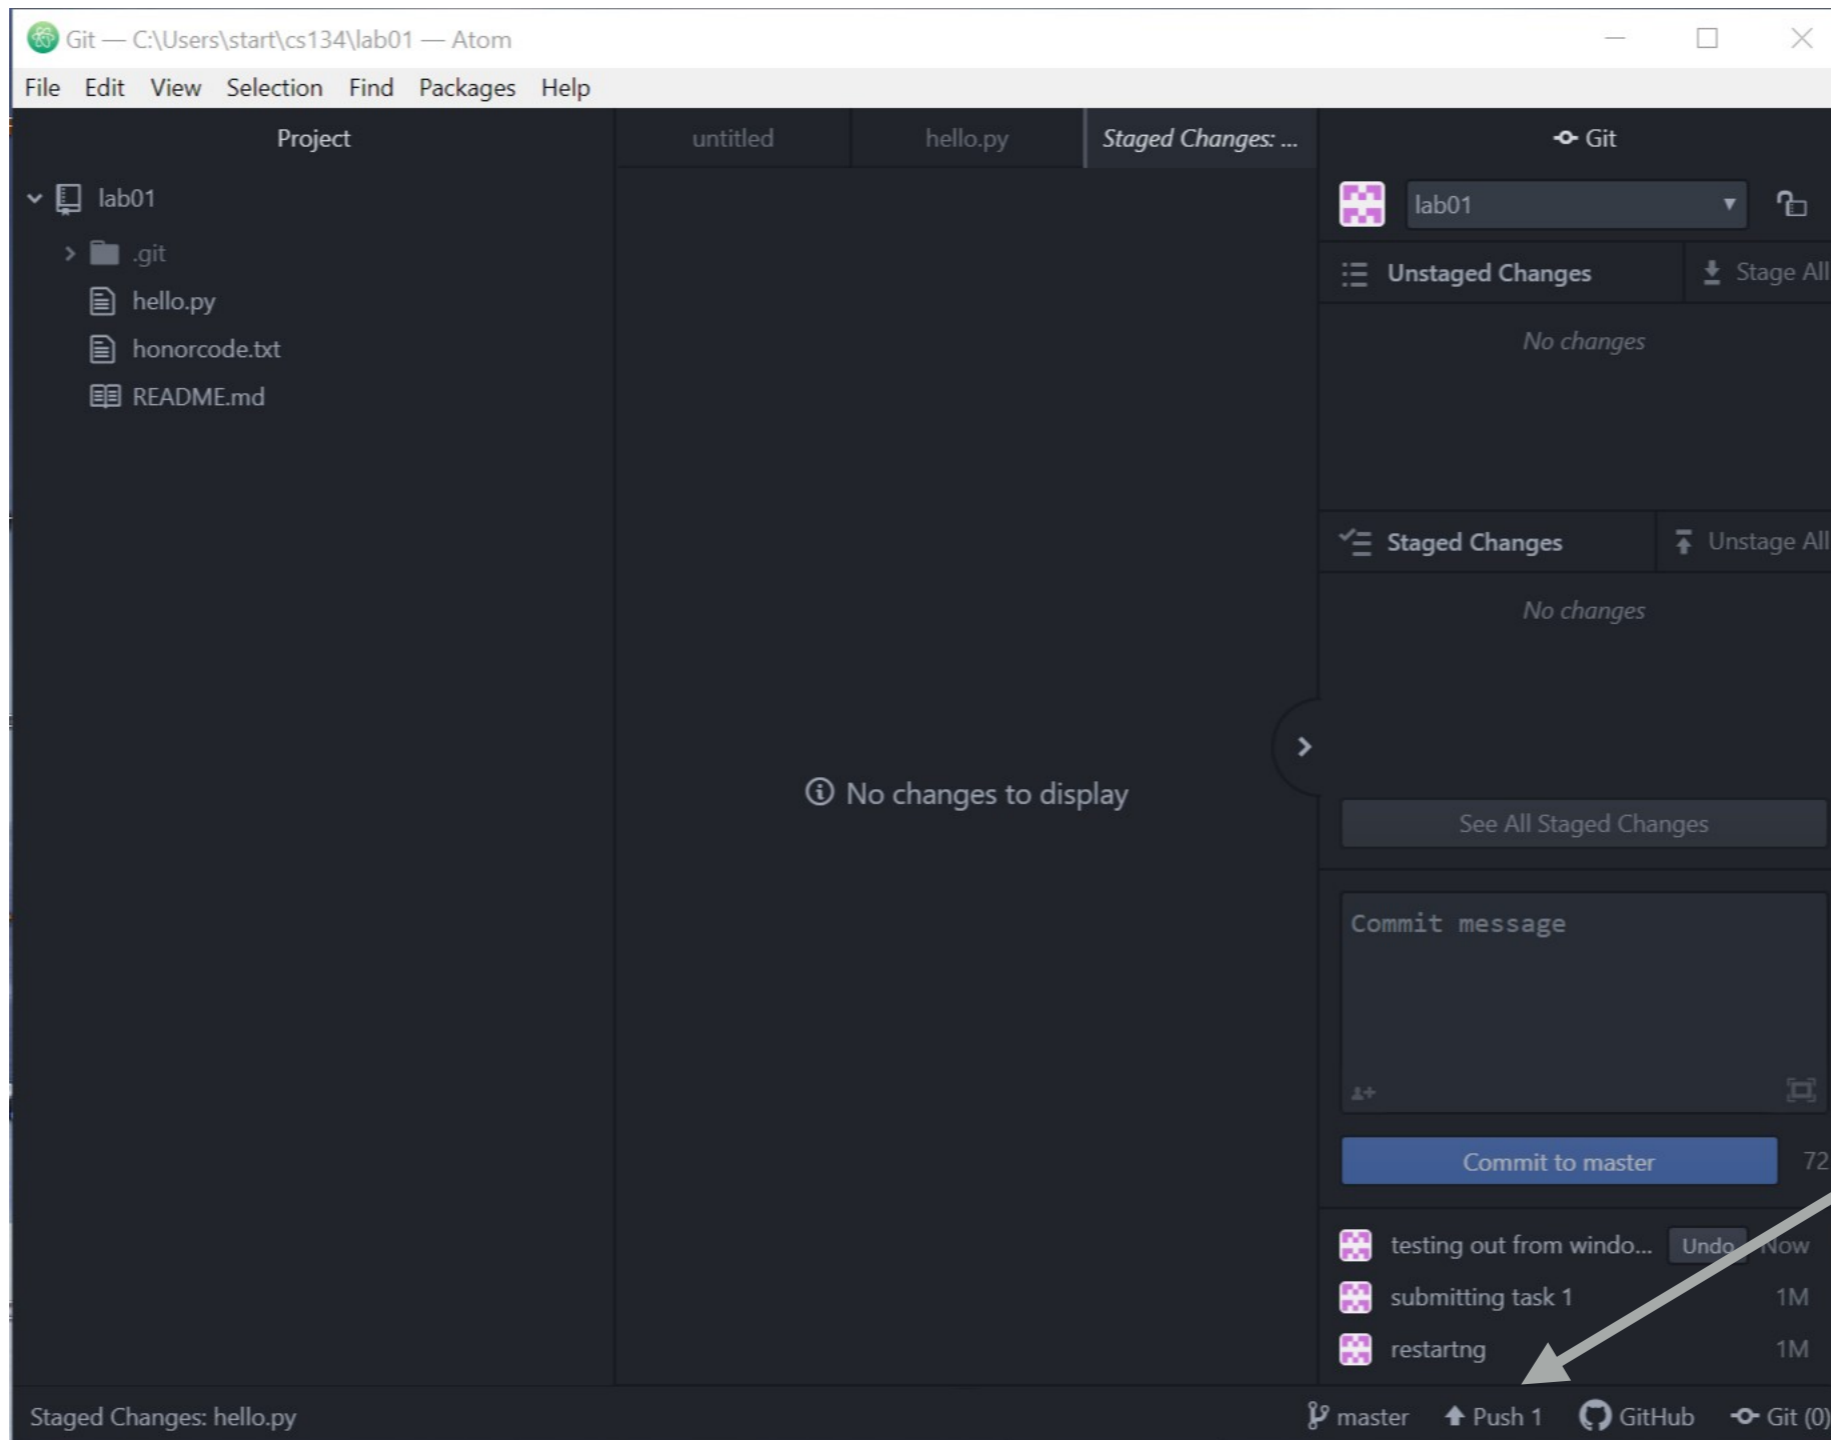 Git — C:\Users\start\cs134\lab01 — Atom
File Edit View Selection Find Packages Help
Project
untitled
hello.py
Staged Changes: ...
Git
lab01
.git
hello.py
honorcode.txt
README.md
No changes to display
lab01
Unstaged Changes
Stage All
No changes
Staged Changes
Unstage All
No changes
See All Staged Changes
Commit message
Commit to master
72
testing out from windo... Undo Now
submitting task 1 1M
restartng 1M
Staged Changes: hello.py
master Push 1 GitHub Git (0)